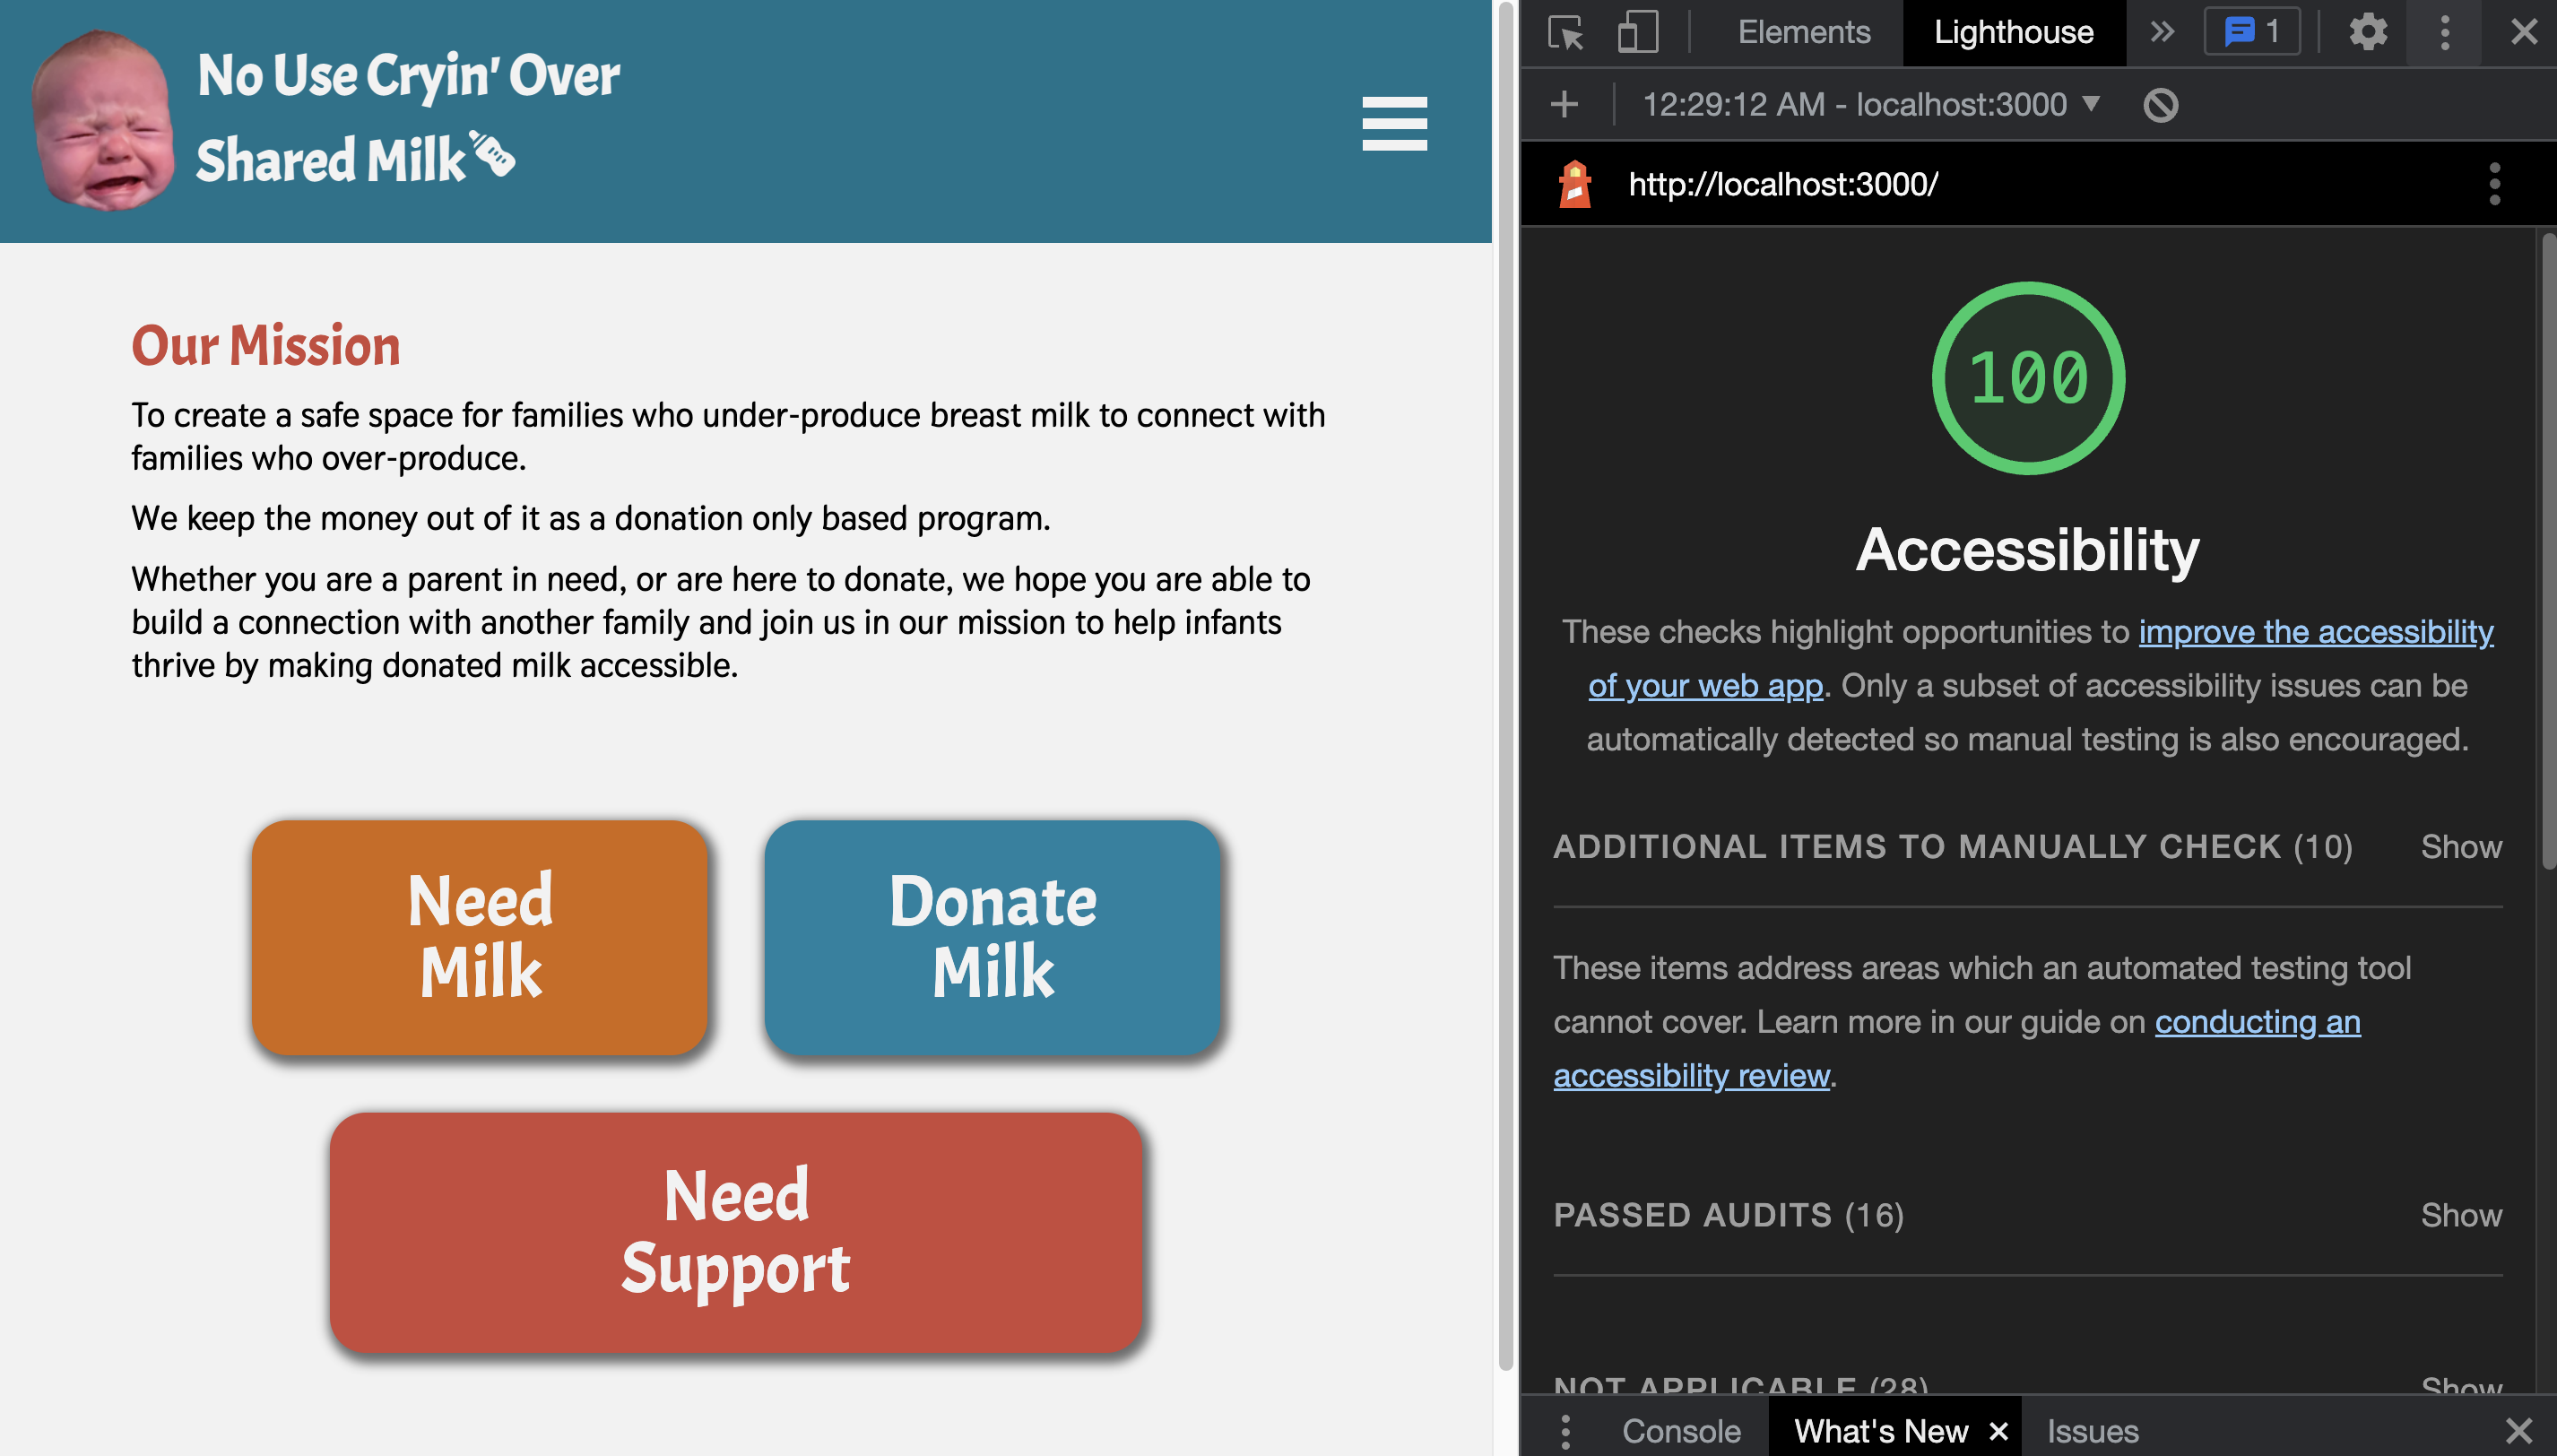 No Use Cryin' Over
Shared Milk
Our Mission
To create a safe space for families who under-produce breast milk to connect with
families who over-produce.
We keep the money out of it as a donation only based program.
Whether you are a parent in need, or are here to donate, we hope you are able to
build a connection with another family and join us in our mission to help infants
thrive by making donated milk accessible.
Need
Milk
Donate
Milk
Need
Support
Elements
Lighthouse
1
12:29:12 AM - localhost:3000
http://localhost:3000/
100
Accessibility
These checks highlight opportunities to improve the accessibility
of your web app. Only a subset of accessibility issues can be
automatically detected so manual testing is also encouraged.
ADDITIONAL ITEMS TO MANUALLY CHECK (10) Show
These items address areas which an automated testing tool
cannot cover. Learn more in our guide on conducting an
accessibility review.
PASSED AUDITS (16) Show
NOT APPLICABLE (28) Show
Console
What's New
Issues